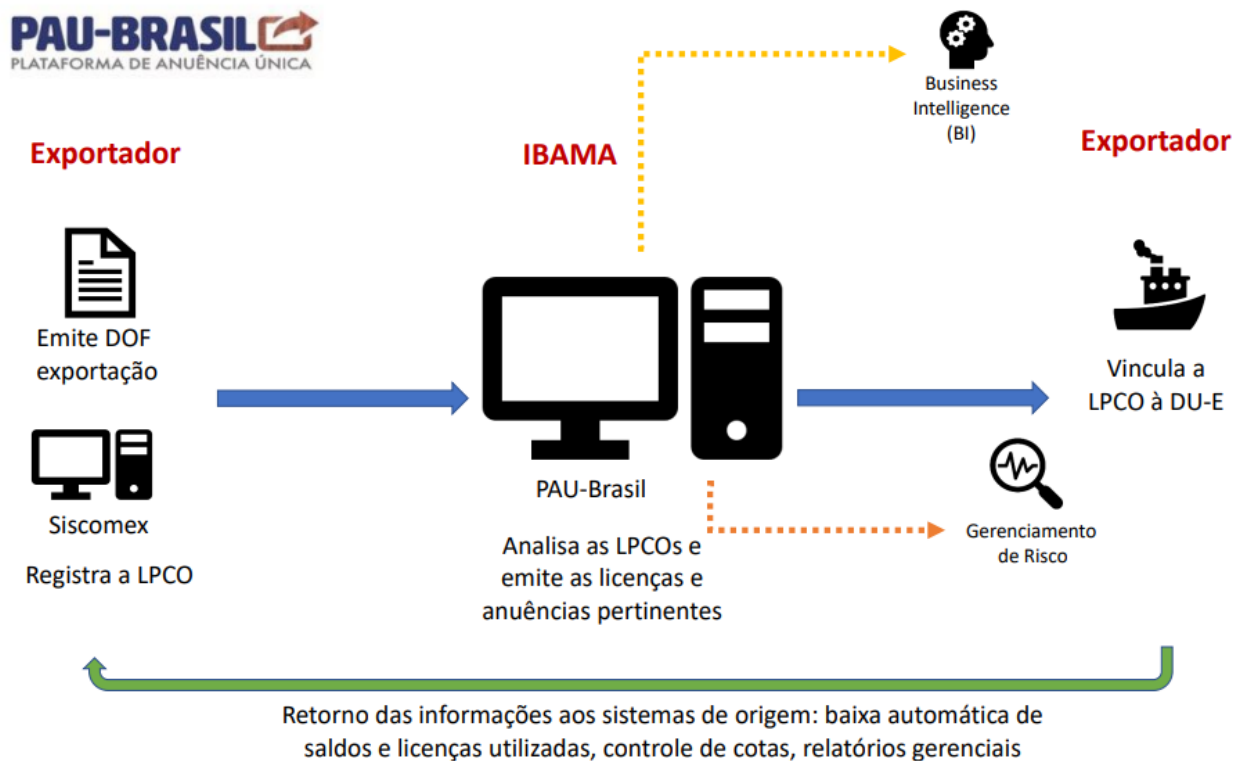 PAU-BRASIL
PLATAFORMA DE ANUÊNCIA ÚNICA
Business
Intelligence
(BI)
Exportador
IBAMA
Exportador
Emite DOF
exportação
Siscomex
Registra a LPCO
PAU-Brasil
Analisa as LPCOs e
emite as licenças e
anuências pertinentes
Vincula a
LPCO à DU-E
Gerenciamento
de Risco
Retorno das informações aos sistemas de origem: baixa automática de
saldos e licenças utilizadas, controle de cotas, relatórios gerenciais